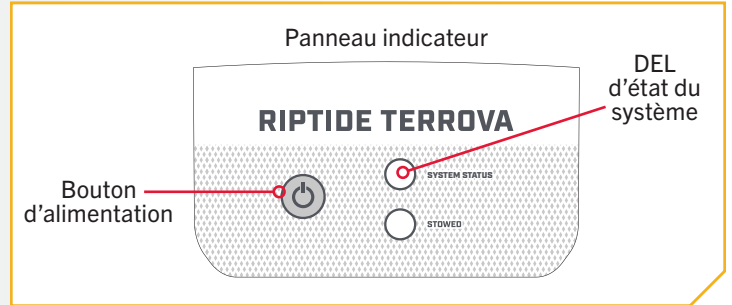 Panneau indicateur
DEL
d'état du
système
RIPTIDE TERROVA
SYSTEM STATUS
Bouton
d'alimentation
STOWED